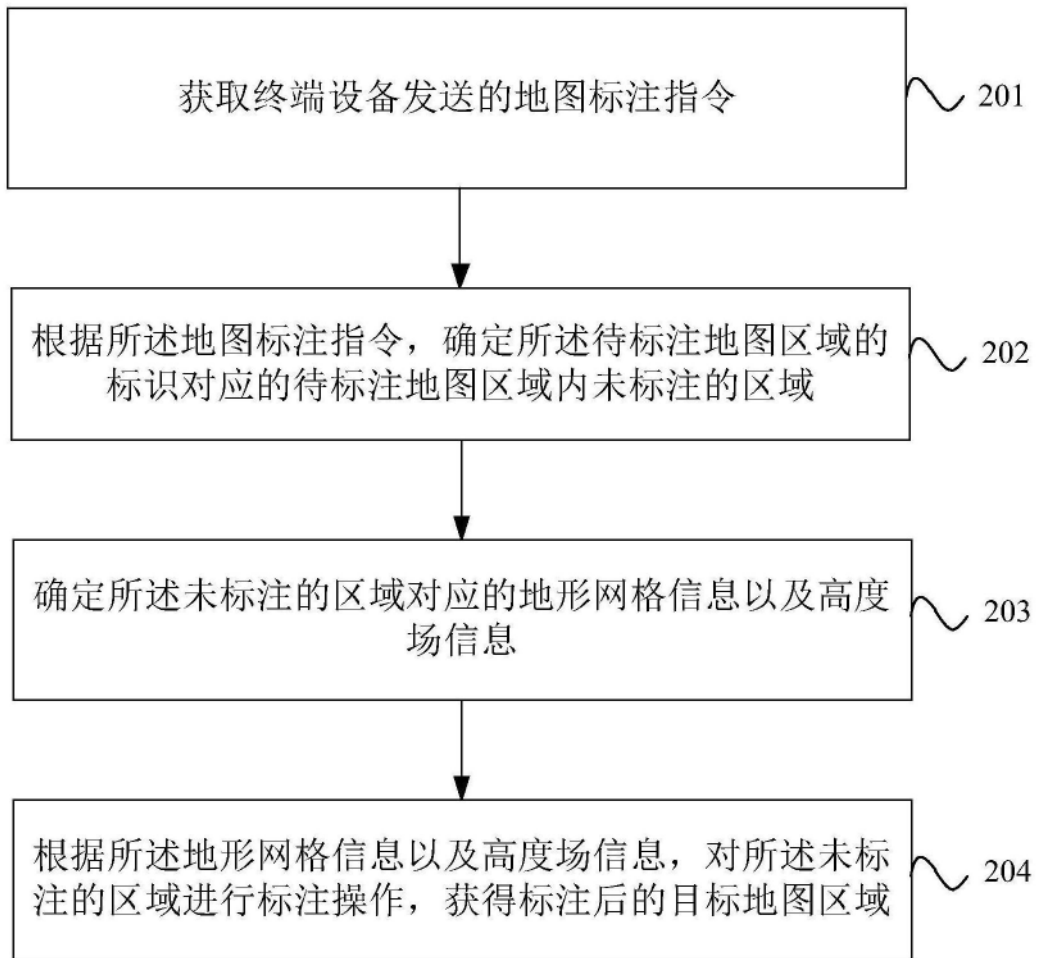 获取终端设备发送的地图标注指令
201
根据所述地图标注指令，确定所述待标注地图区域的
标识对应的待标注地图区域内未标注的区域
202
确定所述未标注的区域对应的地形网格信息以及高度
场信息
203
根据所述地形网格信息以及高度场信息，对所述未标
注的区域进行标注操作，获得标注后的目标地图区域
204